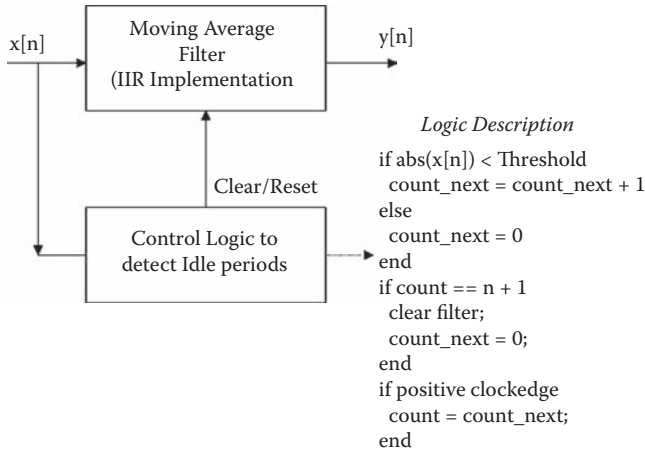 x[n]
Moving Average
Filter
(IIR Implementation
y[n]
Clear/Reset
Control Logic to
detect Idle periods
Logic Description
if abs(x[n]) < Threshold
count_next = count_next + 1
else
count_next = 0
end
if count == n + 1
clear filter;
count_next = 0;
end
if positive clockedge
count = count_next;
end